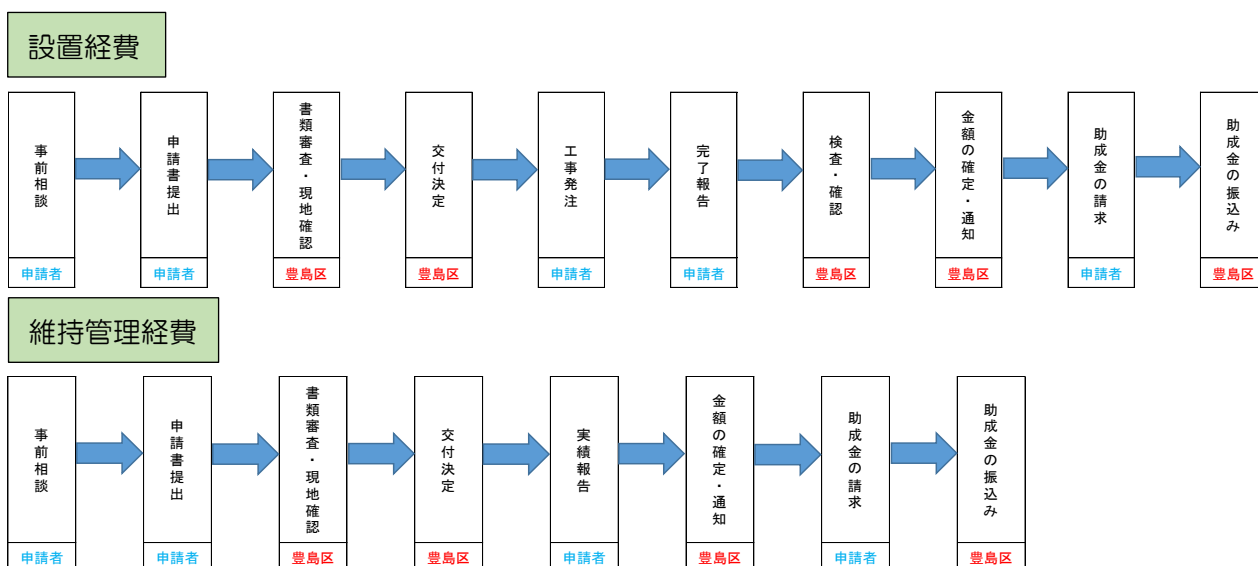 設置経費
事前相談
申請者
申請書提出
申請者
書類審査・現地確認
豊島区
交付決定
豊島区
工事発注
申請者
完了報告
申請者
検査・確認
豊島区
金額の確定・通知
豊島区
助成金の請求
申請者
助成金の振込み
豊島区
維持管理経費
事前相談
申請者
申請書提出
申請者
書類審査・現地確認
豊島区
交付決定
豊島区
実績報告
申請者
金額の確定・通知
豊島区
助成金の請求
申請者
助成金の振込み
豊島区